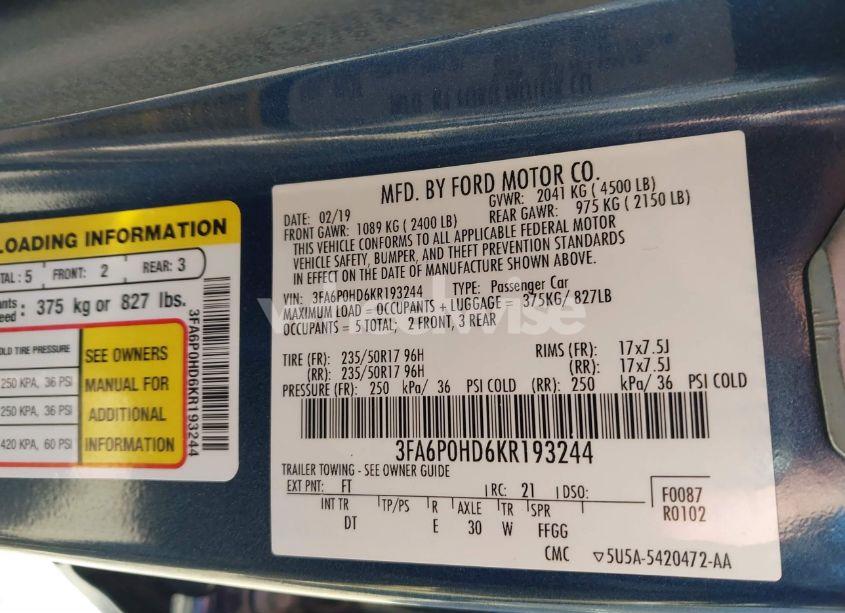 LOADING INFORMATION
TOTAL : 5 FRONT: 2 REAR: 3
375 kg or 827 lbs.
COLD TIRE PRESSURE
250 KPA, 36 PSI
250 KPA, 36 PSI
420 KPA, 60 PSI
SEE OWNERS
MANUAL FOR
ADDITIONAL
INFORMATION
3FA6P0HD6KR193244
MFD. BY FORD MOTOR CO.
DATE: 02/19 GVWR: 2041 KG ( 4500 LB)
FRONT GAWR: 1089 KG ( 2400 LB) REAR GAWR: 975 KG ( 2150 LB)
THIS VEHICLE CONFORMS TO ALL APPLICABLE FEDERAL MOTOR
VEHICLE SAFETY, BUMPER, AND THEFT PREVENTION STANDARDS
IN EFFECT ON THE DATE OF MANUFACTURE SHOWN ABOVE.
VIN: 3FA6P0HD6KR193244 TYPE: Passenger Car
MAXIMUM LOAD = OCCUPANTS + LUGGAGE = 375KG/ 827LB
OCCUPANTS = 5 TOTAL, 2 FRONT, 3 REAR
TIRE (FR): 235/50R17 96H RIMS (FR): 17x7.5J
(RR): 235/50R17 96H (RR): 17x7.5J
PRESSURE (FR): 250 kPa/ 36 PSI COLD (RR): 250 kPa/ 36 PSI COLD
3FA6P0HD6KR193244
TRAILER TOWING - SEE OWNER GUIDE
EXT PNT: FT RC: 21 DSO:
INT TR TP/PS R AXLE TR SPR
DT E 30 W FFGG
F0087
R0102
CMC ▽5U5A-5420472-AA